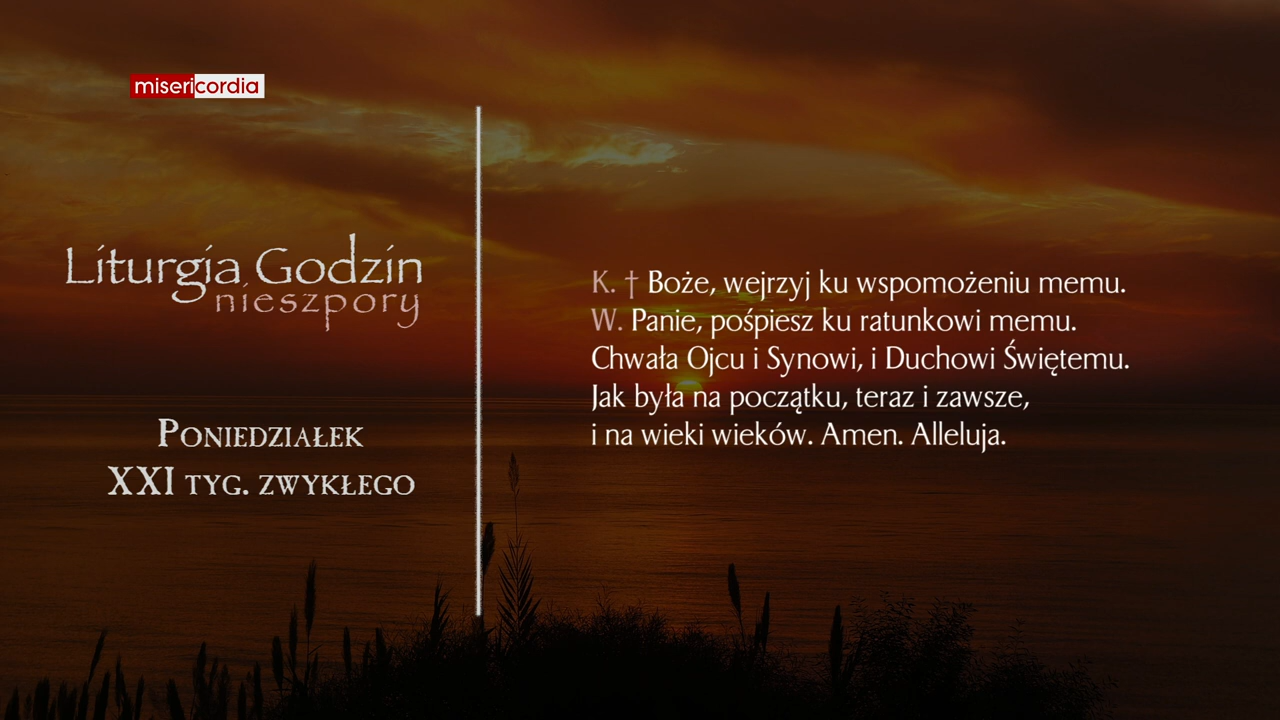 misericordia
Liturgia Godzin
nieszpory
Poniedziałek
XXI tyg. zwykłego
K. † Boże, wejrzyj ku wspomożeniu memu.
W. Panie, pośpiesz ku ratunkowi memu.
Chwała Ojcu i Synowi, i Duchowi Świętemu.
Jak była na początku, teraz i zawsze,
i na wieki wieków. Amen. Alleluja.